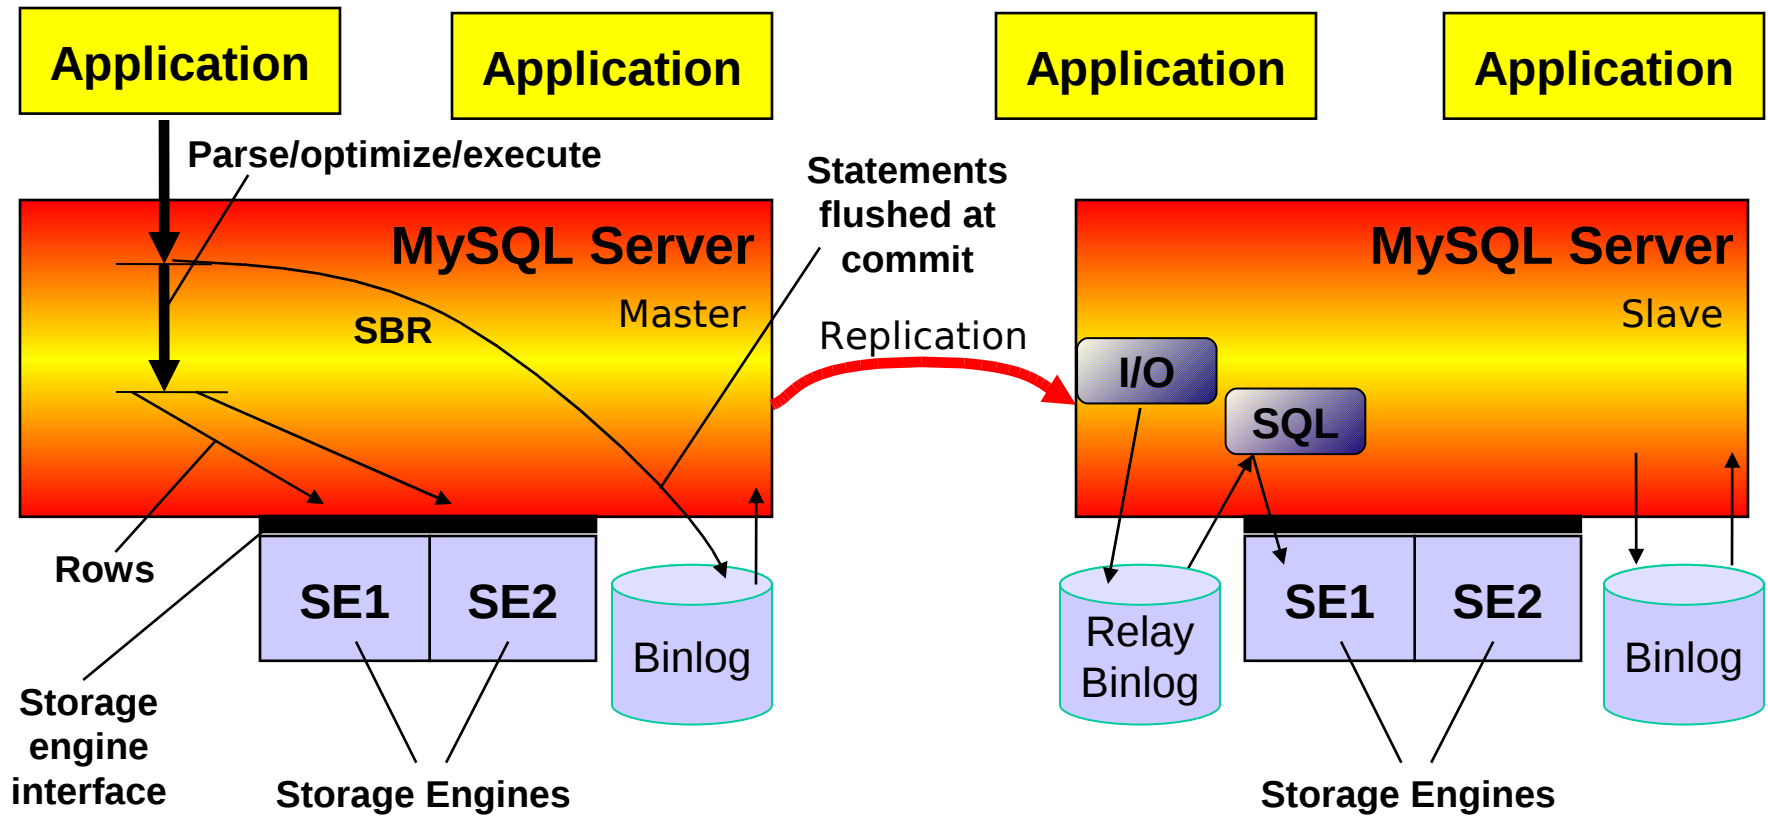 Application
Application
Application
Application
Parse/optimize/execute
Statements
flushed at
commit
MySQL Server
Master
SBR
Replication
MySQL Server
Slave
I/O
SQL
Rows
SE1
SE2
Binlog
Relay
Binlog
SE1
SE2
Binlog
Storage
engine
interface
Storage Engines
Storage Engines